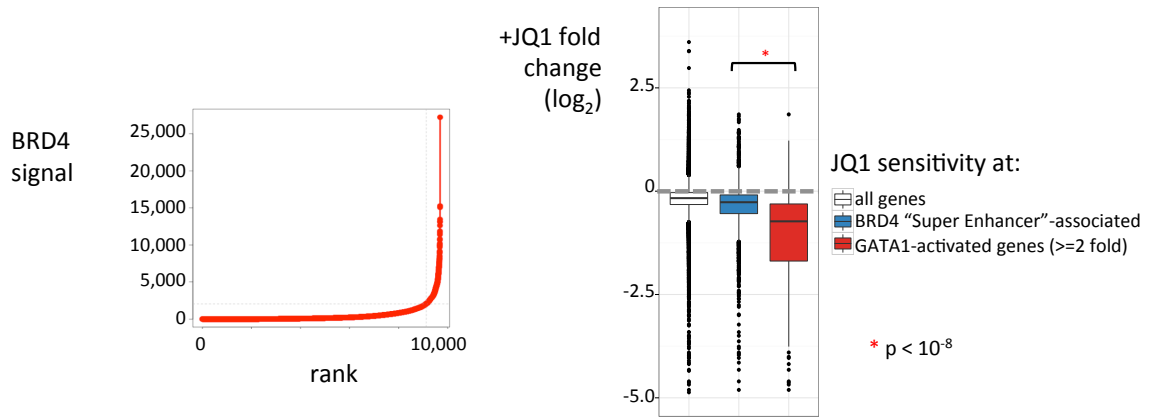 BRD4
signal
25,000
20,000
15,000
10,000
5,000
0
0
10,000
rank
+JQ1 fold
change
(log2)
2.5
0
-2.5
-5.0
*
JQ1 sensitivity at:
all genes
BRD4 “Super Enhancer”-associated
GATA1-activated genes (>=2 fold)
* p < 10-8